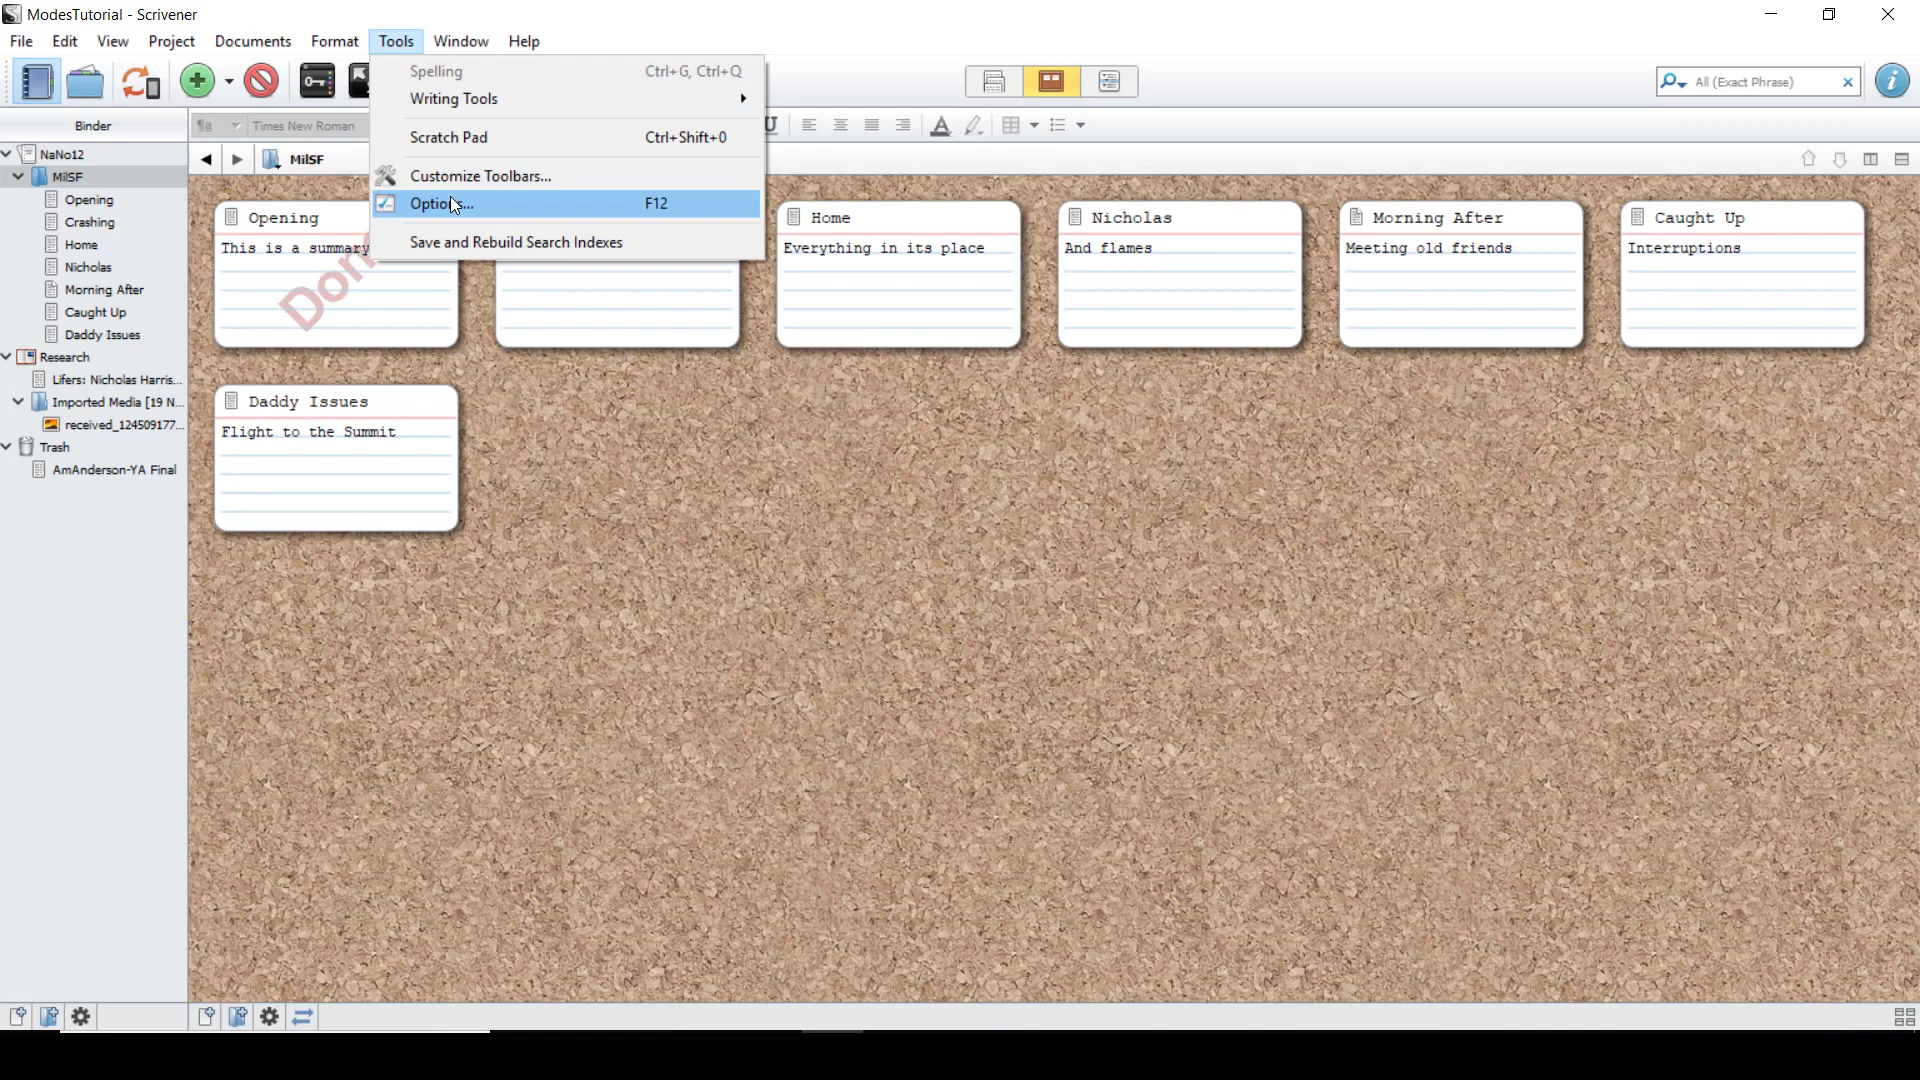 ModesTutorial - Scrivener
File Edit View Project Documents Format Tools Window Help
Spelling Ctrl+G, Ctrl+Q
Writing Tools
Scratch Pad Ctrl+Shift+0
Customize Toolbars...
Options... F12
Save and Rebuild Search Indexes
All (Exact Phrase)
Binder
Times New Roman
U
MilSF
NaNo12
MilSF
Opening
Crashing
Home
Nicholas
Morning After
Caught Up
Daddy Issues
Research
Lifers: Nicholas Harris...
Imported Media [19 N...
received_124509177...
Trash
AmAnderson-YA Final
Opening
This is a summary
Don
Home
Everything in its place
Nicholas
And flames
Morning After
Meeting old friends
Caught Up
Interruptions
Daddy Issues
Flight to the Summit